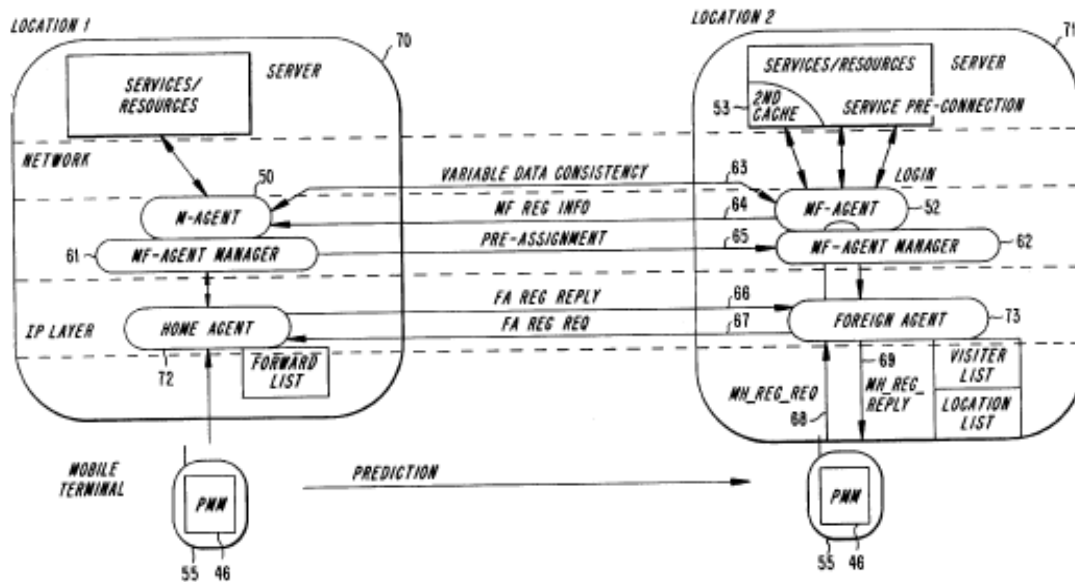 LOCATION 1
70
SERVICES/
RESOURCES
SERVER
NETWORK
50
M-AGENT
61
MF-AGENT MANAGER
IP LAYER
HOME AGENT
72
FORWARD
LIST
MOBILE
TERMINAL
PMM
55
46
VARIABLE DATA CONSISTENCY
63
MF REG INFO
64
PRE-ASSIGNMENT
65
FA REG REPLY
66
FA REG REQ
67
PREDICTION
LOCATION 2
71
SERVICES/RESOURCES
SERVER
53
2ND
CACHE
SERVICE PRE-CONNECTION
LOGIN
MF-AGENT
52
MF-AGENT MANAGER
62
FOREIGN AGENT
73
69
VISITER
LIST
MH_REG_REQ
68
MH_REG_
REPLY
LOCATION
LIST
PMM
55
46